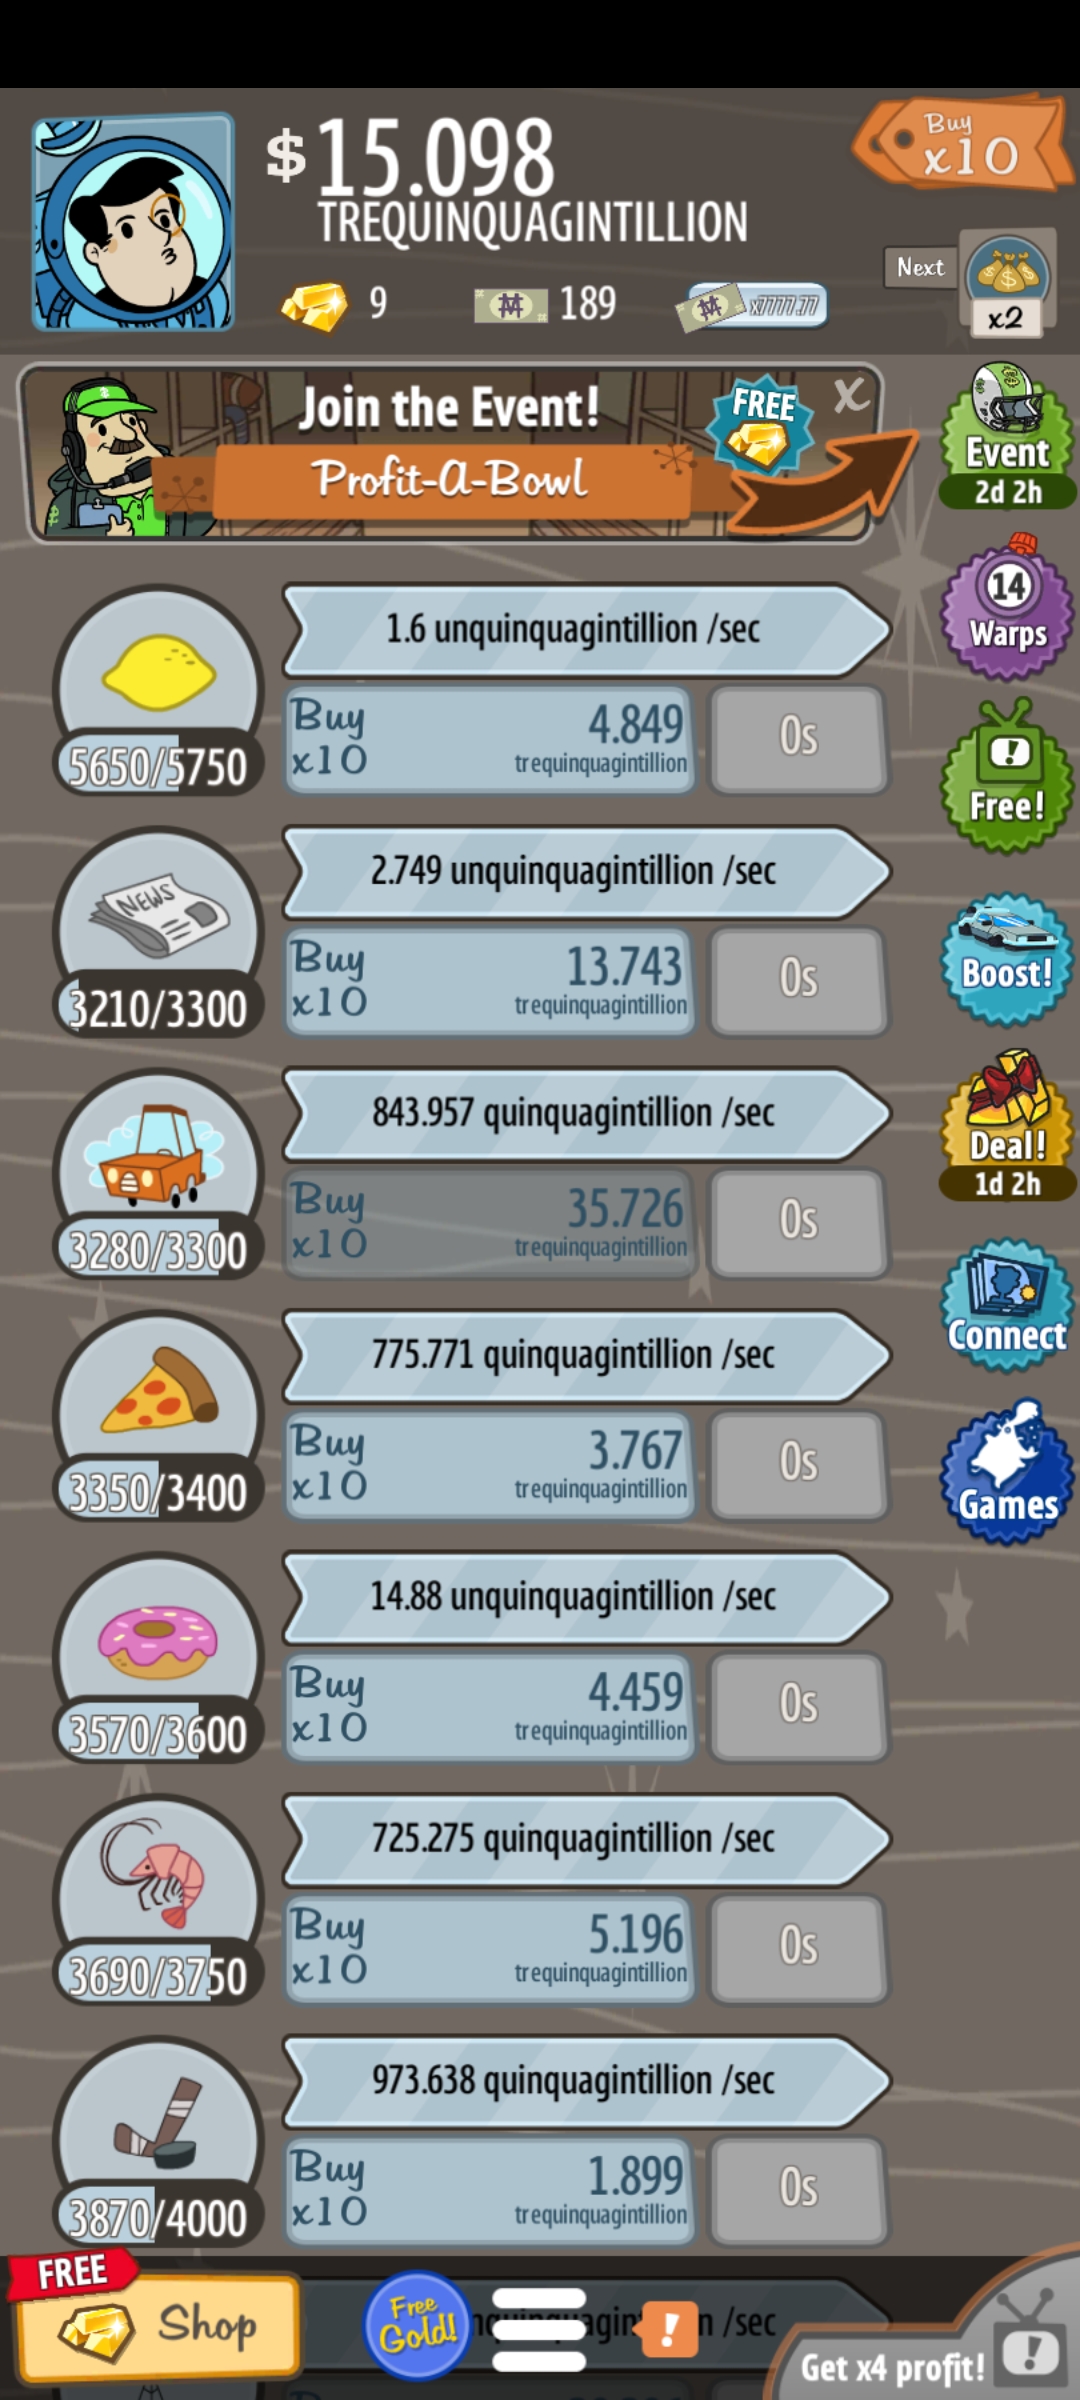 $15.098
TREQUINQUAGINTILLION
Buy
x10
9
189
x7777.77
Next
x2
Join the Event!
FREE
X
Profit-A-Bowl
Event
2d 2h
1.6 unquinquagintillion /sec
5650/5750
Buy
x10
4.849
trequinquagintillion
0s
14
Warps
Free!
2.749 unquinquagintillion /sec
NEWS
3210/3300
Buy
x10
13.743
trequinquagintillion
0s
Boost!
843.957 quinquagintillion /sec
3280/3300
Buy
x10
35.726
trequinquagintillion
0s
Deal!
1d 2h
775.771 quinquagintillion /sec
3350/3400
Buy
x10
3.767
trequinquagintillion
0s
Connect
Games
14.88 unquinquagintillion /sec
3570/3600
Buy
x10
4.459
trequinquagintillion
0s
725.275 quinquagintillion /sec
3690/3750
Buy
x10
5.196
trequinquagintillion
0s
973.638 quinquagintillion /sec
3870/4000
Buy
x10
1.899
trequinquagintillion
0s
FREE
Shop
Free
Gold!
!
/sec
Get x4 profit!
!